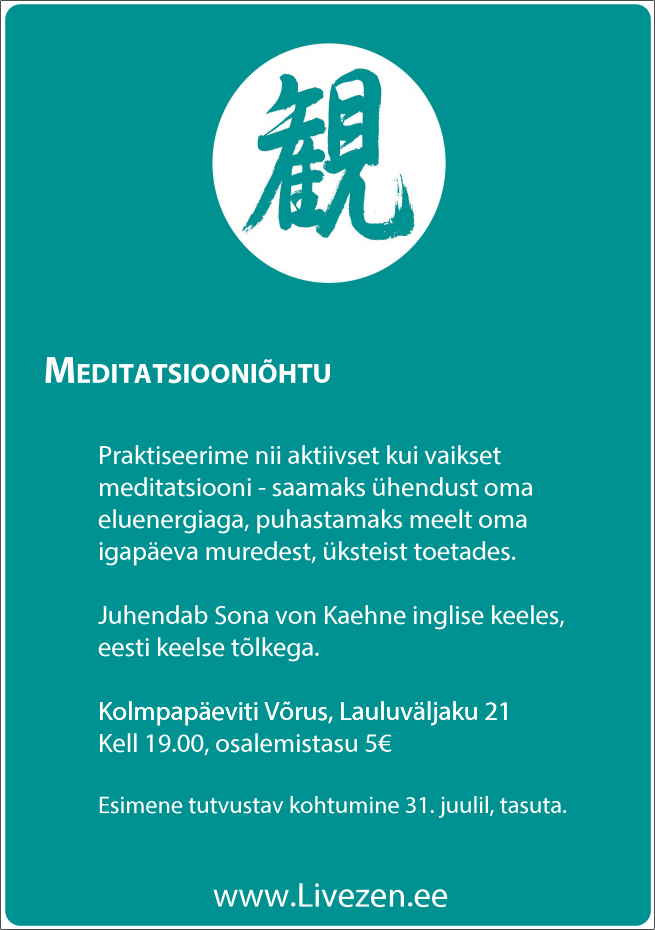 観
MEDITATSIOONIÕHTU
Praktiseerime nii aktiivset kui vaikset
meditatsiooni - saamaks ühendust oma
eluenergiaga, puhastamaks meelt oma
igapäeva muredest, üksteist toetades.
Juhendab Sona von Kaehne inglise keeles,
eesti keelse tõlkega.
Kolmpapäeviti Võrus, Lauluväljaku 21
Kell 19.00, osalemistasu 5€
Esimene tutvustav kohtumine 31. juulil, tasuta.
www.Livezen.ee